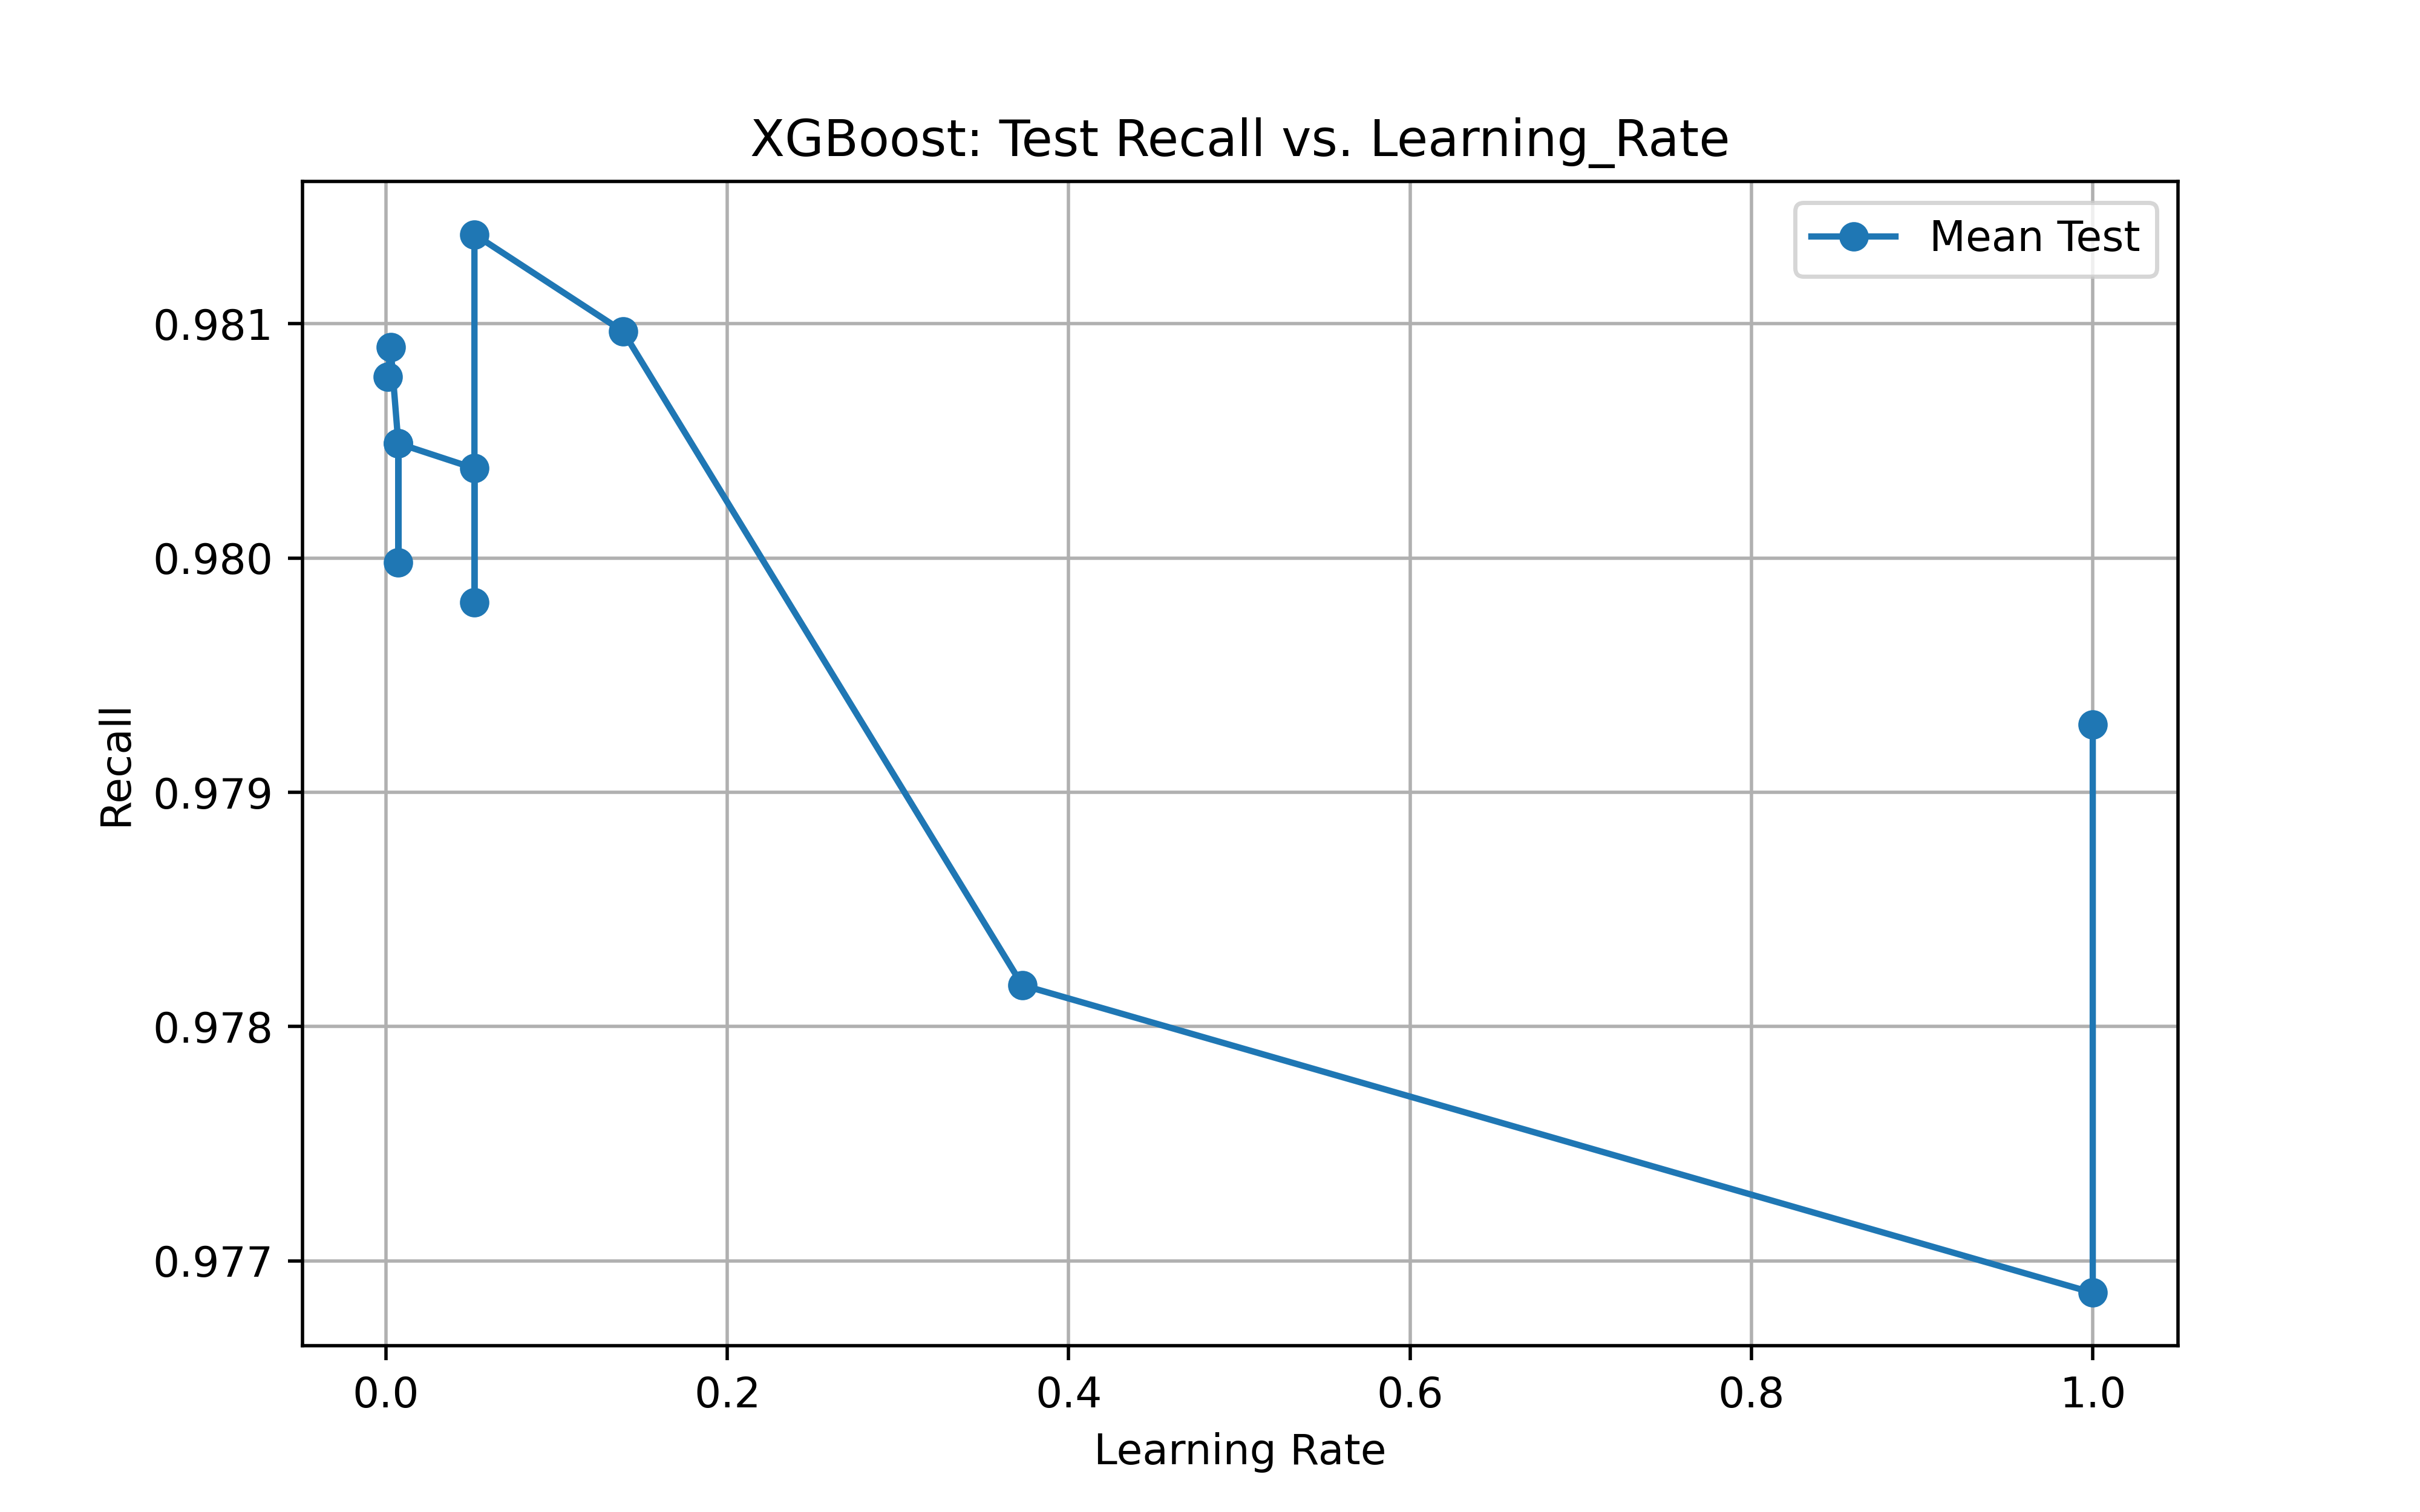 XGBoost: Test Recall vs. Learning_Rate
Mean Test
0.981
0.980
0.979
0.978
0.977
Recall
0.0 0.2 0.4 0.6 0.8 1.0
Learning Rate